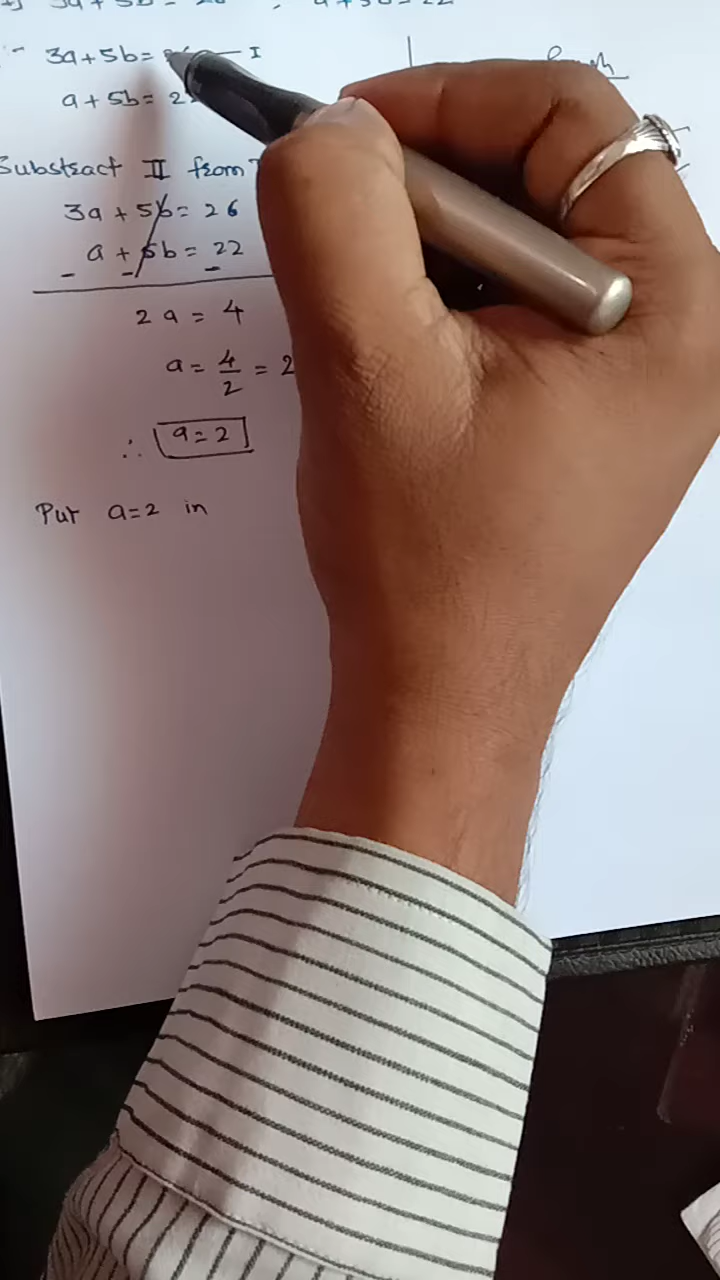 3a+5b= I
a + 5b= 2
Substract II from
3a + 5b = 26
a + 5b = 22
- - -
2a = 4
a = 4/2 = 2
∴ a=2
Put a=2 in